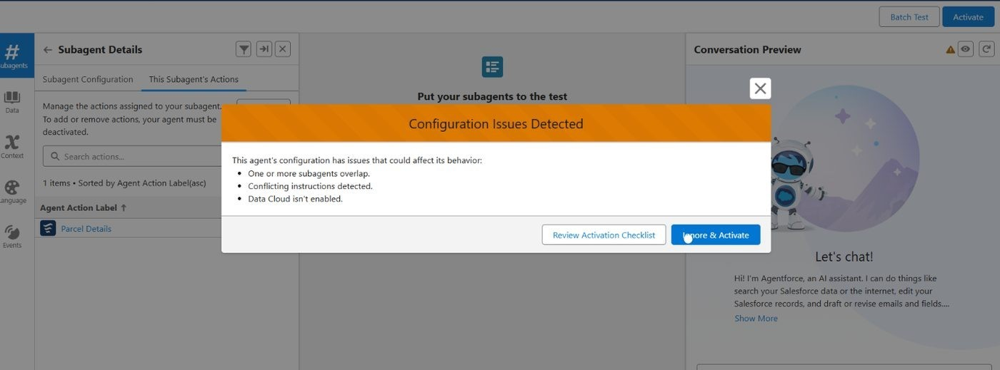 Batch Test
Activate
Subagent Details
Conversation Preview
Subagent Configuration
This Subagent's Actions
Put your subagents to the test
Manage the actions assigned to your subagent.
To add or remove actions, your agent must be
deactivated.
Data
Context
Search actions...
1 items • Sorted by Agent Action Label(asc)
Agent Action Label ↑
Parcel Details
Events
Configuration Issues Detected
This agent's configuration has issues that could affect its behavior:
• One or more subagents overlap.
• Conflicting instructions detected.
• Data Cloud isn't enabled.
Review Activation Checklist
Ignore & Activate
Let's chat!
Hi! I'm Agentforce, an AI assistant. I can do things like
search your Salesforce data or the internet, edit your
Salesforce records, and draft or revise emails and fields....
Show More